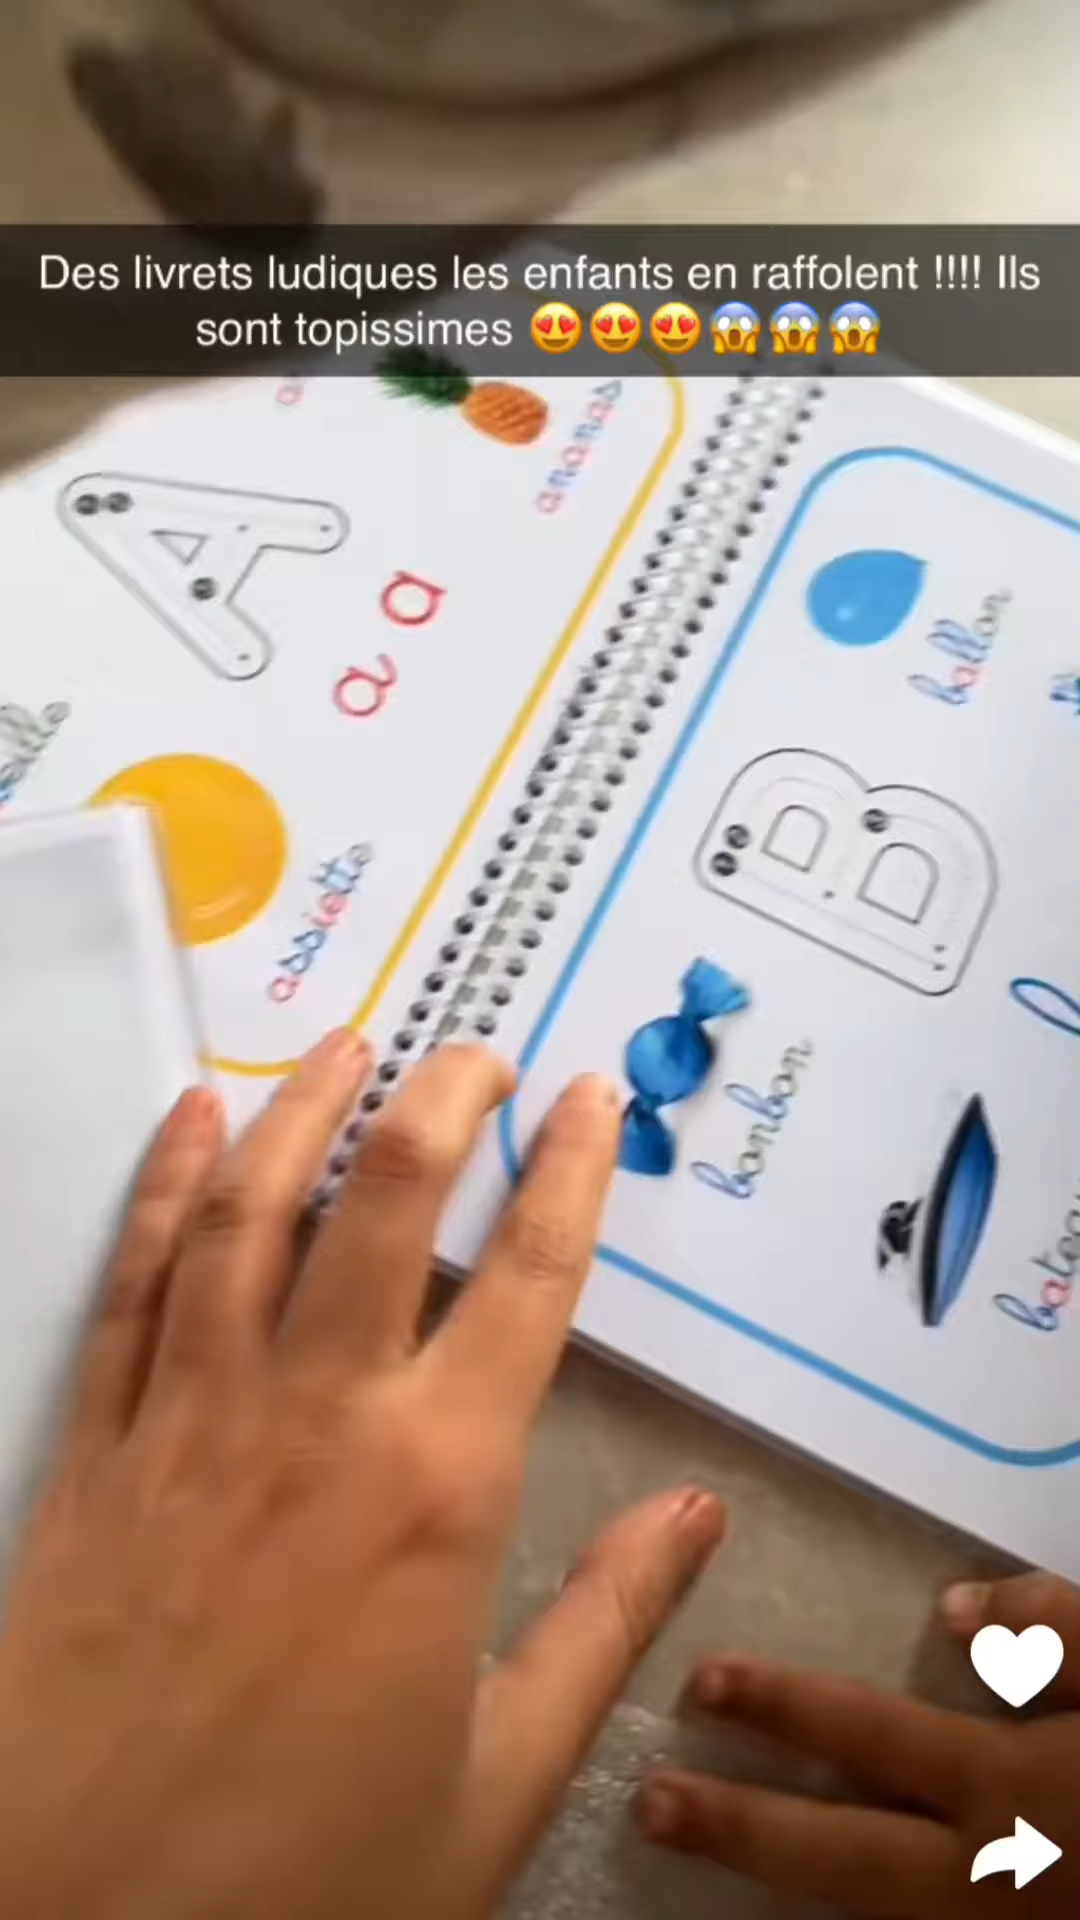 Des livrets ludiques les enfants en raffolent !!!! Ils
sont topissimes 😍😍😍😱😱😱
ananas
A
a
a
assiette
ballon
B
bonbon